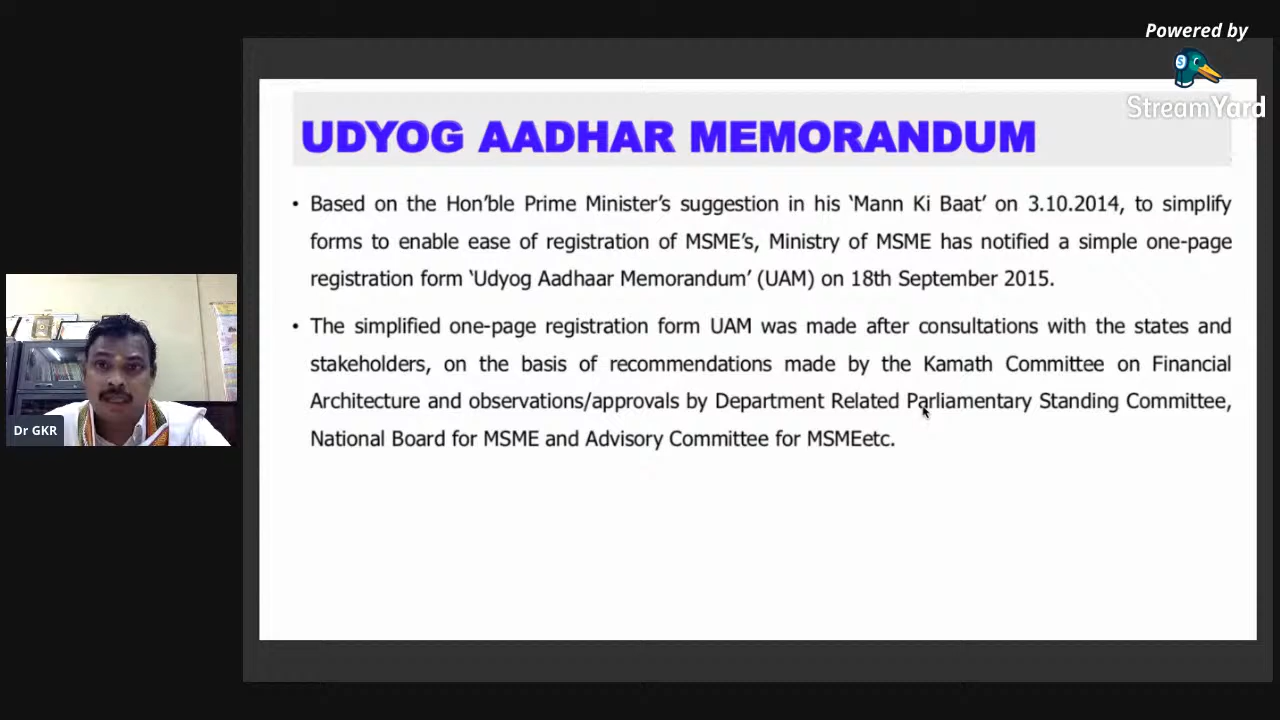 Powered by
StreamYard
UDYOG AADHAR MEMORANDUM
• Based on the Hon’ble Prime Minister’s suggestion in his ‘Mann Ki Baat’ on 3.10.2014, to simplify
forms to enable ease of registration of MSME’s, Ministry of MSME has notified a simple one-page
registration form ‘Udyog Aadhaar Memorandum’ (UAM) on 18th September 2015.
• The simplified one-page registration form UAM was made after consultations with the states and
stakeholders, on the basis of recommendations made by the Kamath Committee on Financial
Architecture and observations/approvals by Department Related Parliamentary Standing Committee,
National Board for MSME and Advisory Committee for MSMEetc.
Dr GKR